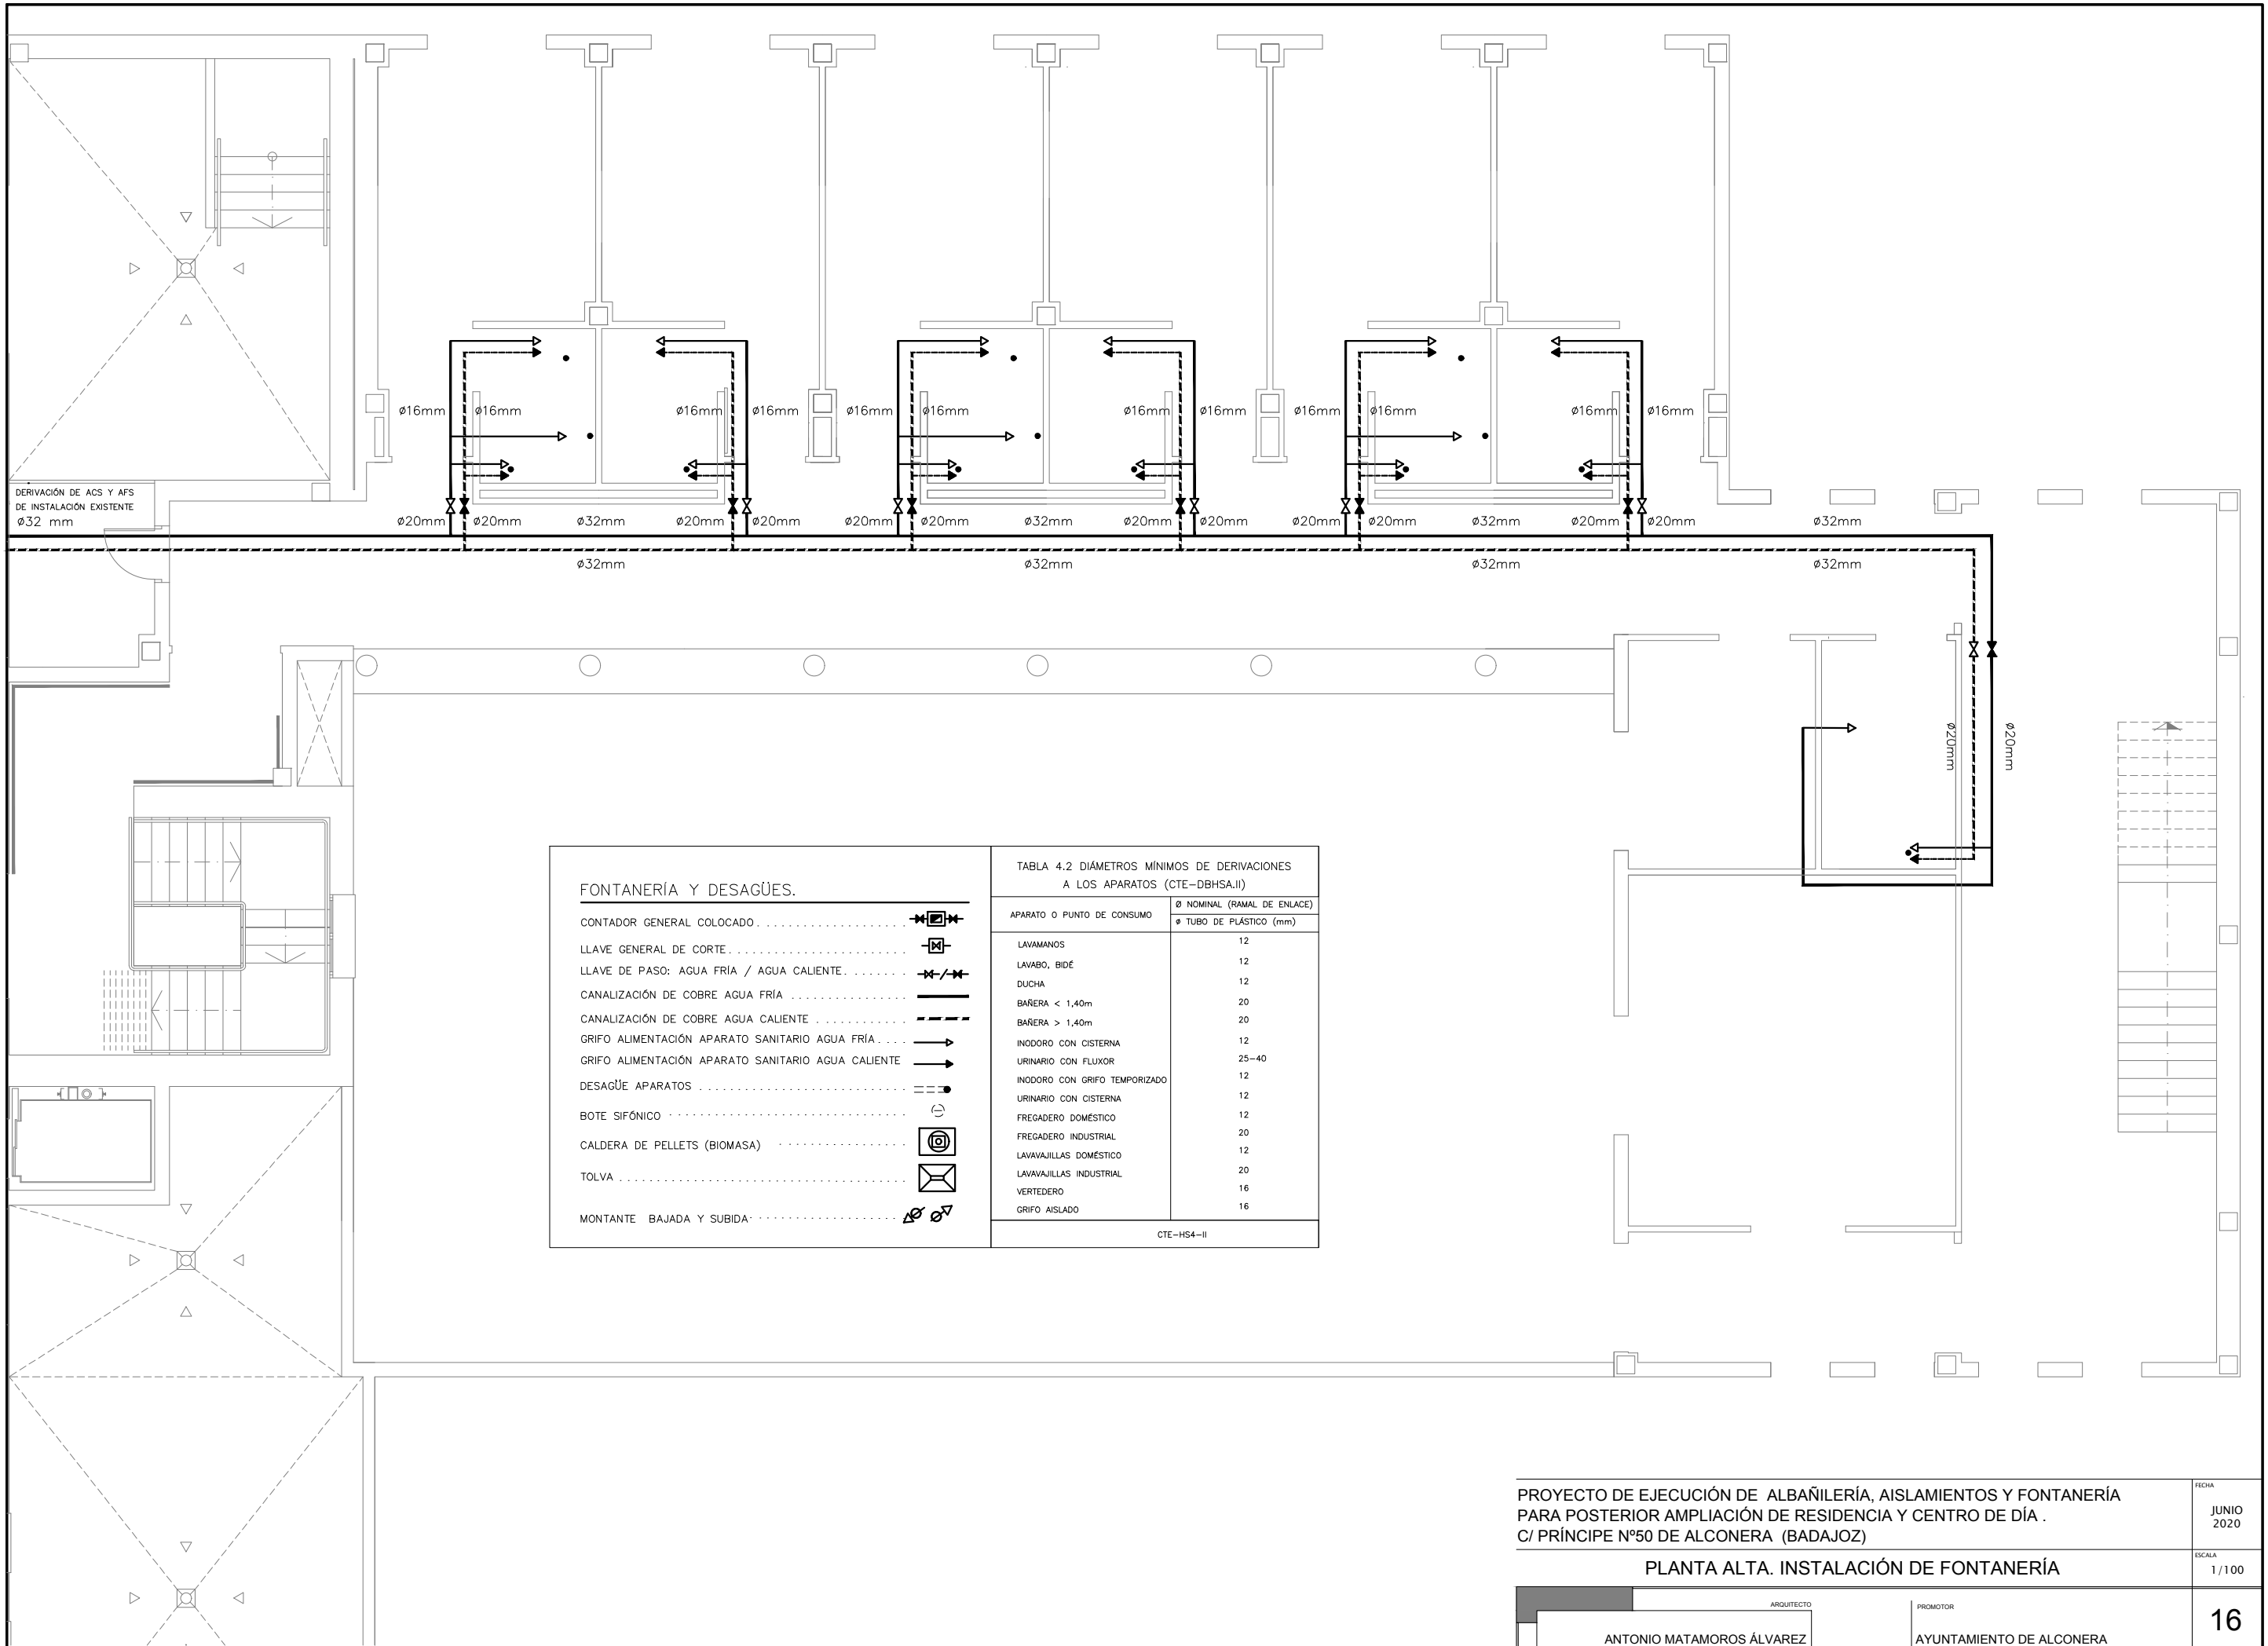 ø16mm ø16mm ø16mm ø16mm ø16mm ø16mm ø16mm ø16mm ø16mm ø16mm ø16mm ø16mm
DERIVACIÓN DE ACS Y AFS
DE INSTALACIÓN EXISTENTE
ø32 mm
ø20mm ø20mm ø32mm ø20mm ø20mm ø20mm ø20mm ø32mm ø20mm ø20mm ø20mm ø20mm ø32mm ø20mm ø20mm ø32mm
ø32mm ø32mm ø32mm ø32mm
ø20mm
ø20mm
FONTANERÍA Y DESAGÜES.
CONTADOR GENERAL COLOCADO
LLAVE GENERAL DE CORTE
LLAVE DE PASO: AGUA FRÍA / AGUA CALIENTE
CANALIZACIÓN DE COBRE AGUA FRÍA
CANALIZACIÓN DE COBRE AGUA CALIENTE
GRIFO ALIMENTACIÓN APARATO SANITARIO AGUA FRÍA
GRIFO ALIMENTACIÓN APARATO SANITARIO AGUA CALIENTE
DESAGÜE APARATOS
BOTE SIFÓNICO
CALDERA DE PELLETS (BIOMASA)
TOLVA
MONTANTE BAJADA Y SUBIDA
TABLA 4.2 DIÁMETROS MÍNIMOS DE DERIVACIONES
A LOS APARATOS (CTE-DBHSA.II)
APARATO O PUNTO DE CONSUMO
Ø NOMINAL (RAMAL DE ENLACE)
ø TUBO DE PLÁSTICO (mm)
LAVAMANOS 12
LAVABO, BIDÉ 12
DUCHA 12
BAÑERA < 1,40m 20
BAÑERA > 1,40m 20
INODORO CON CISTERNA 12
URINARIO CON FLUXOR 25-40
INODORO CON GRIFO TEMPORIZADO 12
URINARIO CON CISTERNA 12
FREGADERO DOMÉSTICO 12
FREGADERO INDUSTRIAL 20
LAVAVAJILLAS DOMÉSTICO 12
LAVAVAJILLAS INDUSTRIAL 20
VERTEDERO 16
GRIFO AISLADO 16
CTE-HS4-II
PROYECTO DE EJECUCIÓN DE ALBAÑILERÍA, AISLAMIENTOS Y FONTANERÍA
PARA POSTERIOR AMPLIACIÓN DE RESIDENCIA Y CENTRO DE DÍA .
C/ PRÍNCIPE Nº50 DE ALCONERA (BADAJOZ)
FECHA
JUNIO
2020
PLANTA ALTA. INSTALACIÓN DE FONTANERÍA
ESCALA
1/100
ARQUITECTO
ANTONIO MATAMOROS ÁLVAREZ
PROMOTOR
AYUNTAMIENTO DE ALCONERA
16